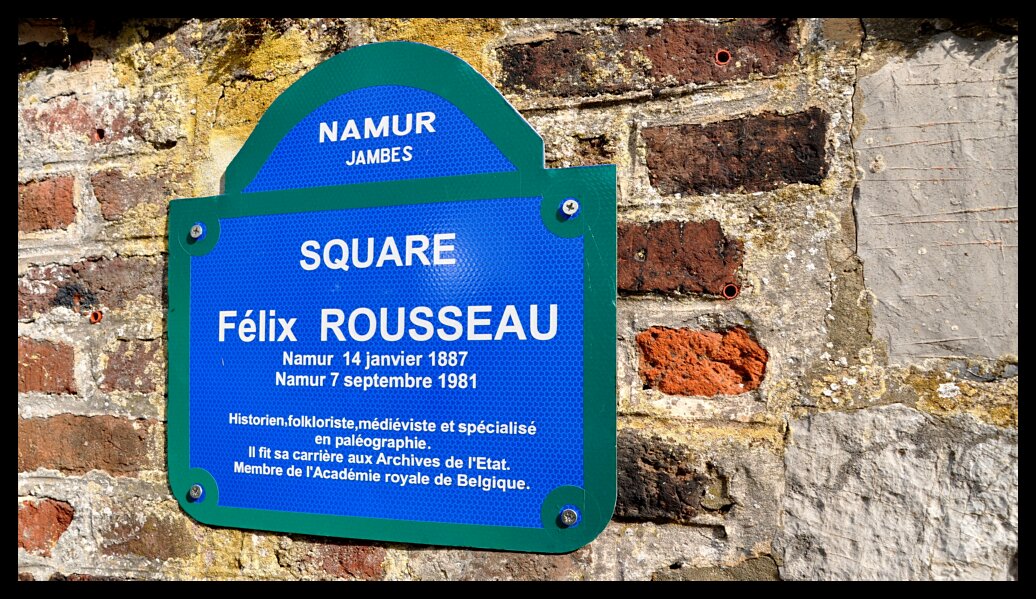 NAMUR
JAMBES
SQUARE
Félix ROUSSEAU
Namur 14 janvier 1887
Namur 7 septembre 1981
Historien,folkloriste,médiéviste et spécialisé
en paléographie.
Il fit sa carrière aux Archives de l'Etat.
Membre de l'Académie royale de Belgique.